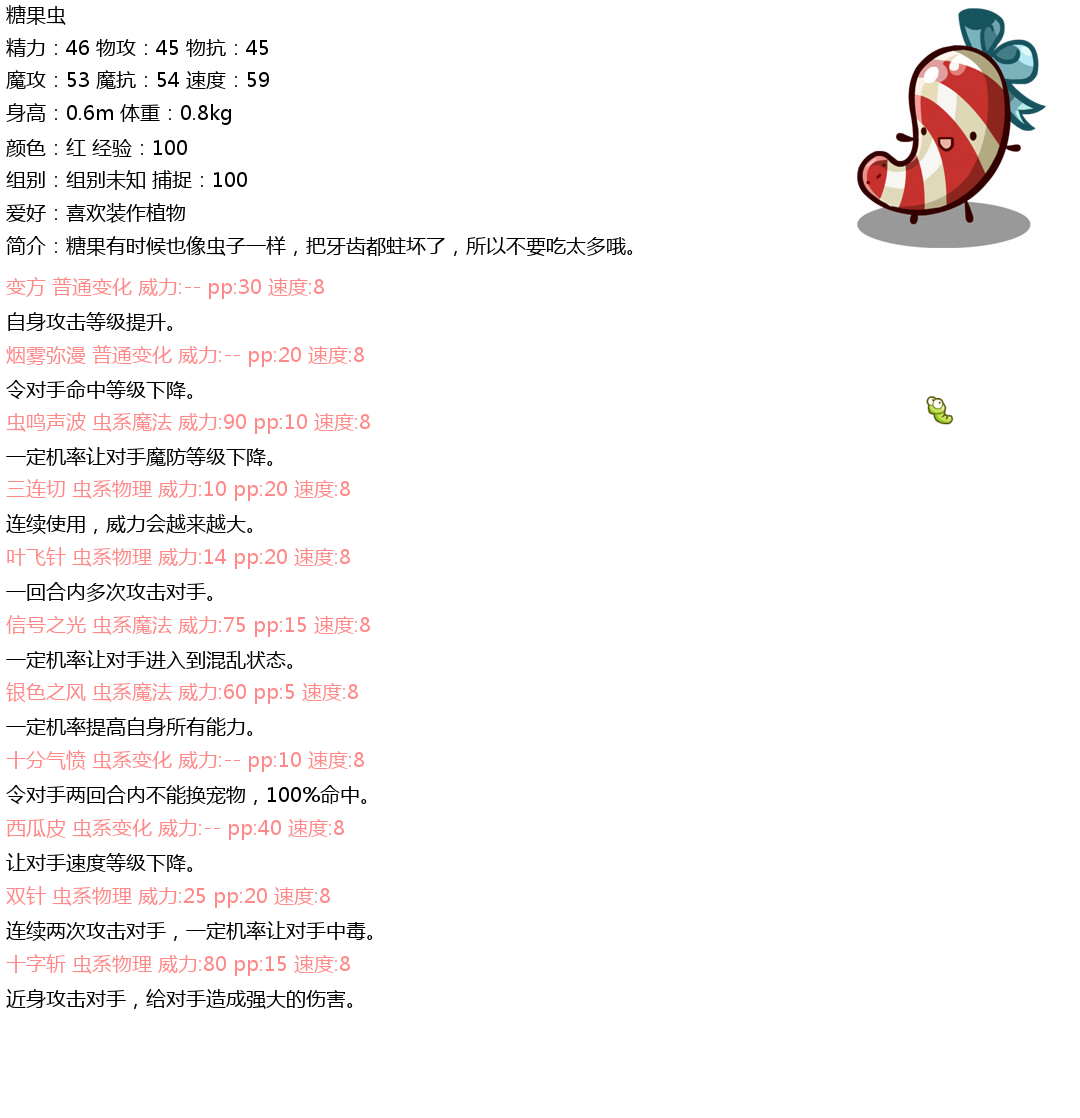 糖果虫
精力：46 物攻：45 物抗：45
魔攻：53 魔抗：54 速度：59
身高：0.6m 体重：0.8kg
颜色：红 经验：100
组别：组别未知 捕捉：100
爱好：喜欢装作植物
简介：糖果有时候也像虫子一样，把牙齿都蛀坏了，所以不要吃太多哦。
变方 普通变化 威力:-- pp:30 速度:8
自身攻击等级提升。
烟雾弥漫 普通变化 威力:-- pp:20 速度:8
令对手命中等级下降。
虫鸣声波 虫系魔法 威力:90 pp:10 速度:8
一定机率让对手魔防等级下降。
三连切 虫系物理 威力:10 pp:20 速度:8
连续使用，威力会越来越大。
叶飞针 虫系物理 威力:14 pp:20 速度:8
一回合内多次攻击对手。
信号之光 虫系魔法 威力:75 pp:15 速度:8
一定机率让对手进入到混乱状态。
银色之风 虫系魔法 威力:60 pp:5 速度:8
一定机率提高自身所有能力。
十分气愤 虫系变化 威力:-- pp:10 速度:8
令对手两回合内不能换宠物，100%命中。
西瓜皮 虫系变化 威力:-- pp:40 速度:8
让对手速度等级下降。
双针 虫系物理 威力:25 pp:20 速度:8
连续两次攻击对手，一定机率让对手中毒。
十字斩 虫系物理 威力:80 pp:15 速度:8
近身攻击对手，给对手造成强大的伤害。